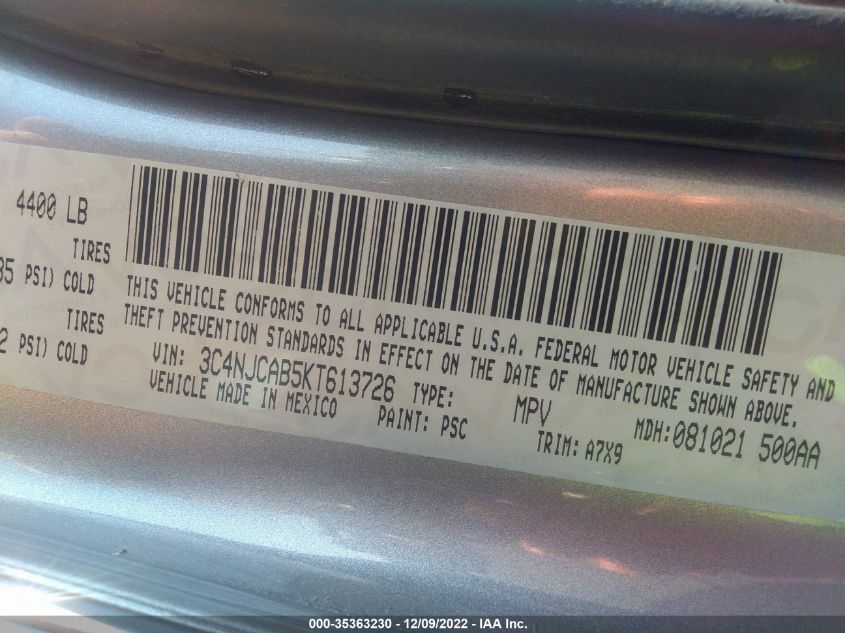 4400 LB
TIRES
PSI) COLD
TIRES
PSI) COLD
THIS VEHICLE CONFORMS TO ALL APPLICABLE U.S.A. FEDERAL MOTOR VEHICLE SAFETY AND
THEFT PREVENTION STANDARDS IN EFFECT ON THE DATE OF MANUFACTURE SHOWN ABOVE.
VIN: 3C4NJCAB5KT613726 TYPE: MPV MDH:081021 500AA
VEHICLE MADE IN MEXICO PAINT: PSC TRIM: A7X9
000-35363230 - 12/09/2022 - IAA Inc.